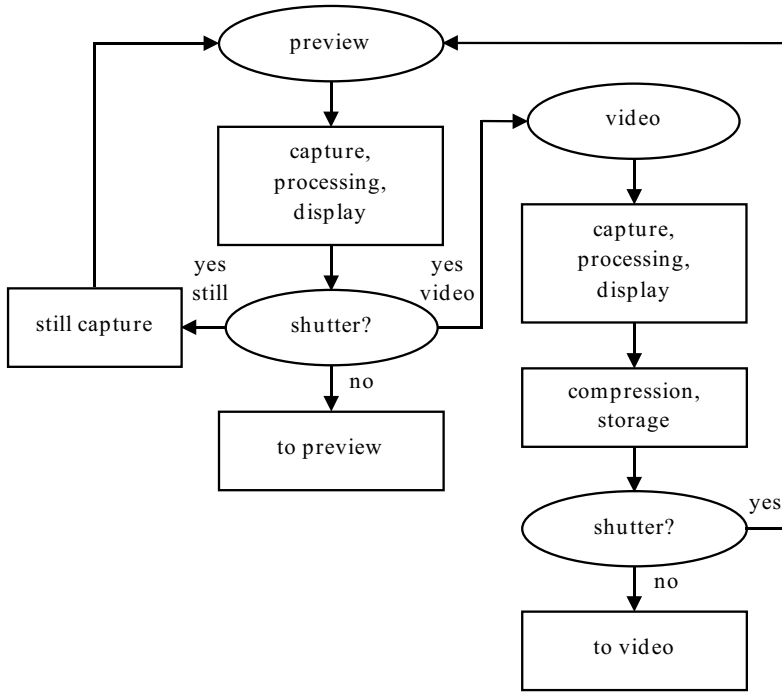 preview
capture,
processing,
display
yes
still
yes
video
still capture
shutter?
no
to preview
video
capture,
processing,
display
compression,
storage
shutter?
yes
no
to video